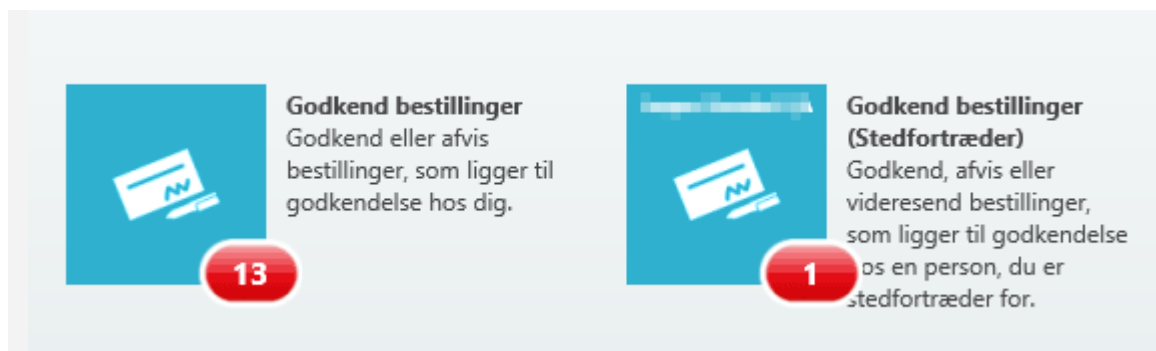 Godkend bestillinger
Godkend eller afvis
bestillinger, som ligger til
godkendelse hos dig.
13
Godkend bestillinger
(Stedfortræder)
Godkend, afvis eller
videresend bestillinger,
som ligger til godkendelse
os en person, du er
stedfortræder for.
1